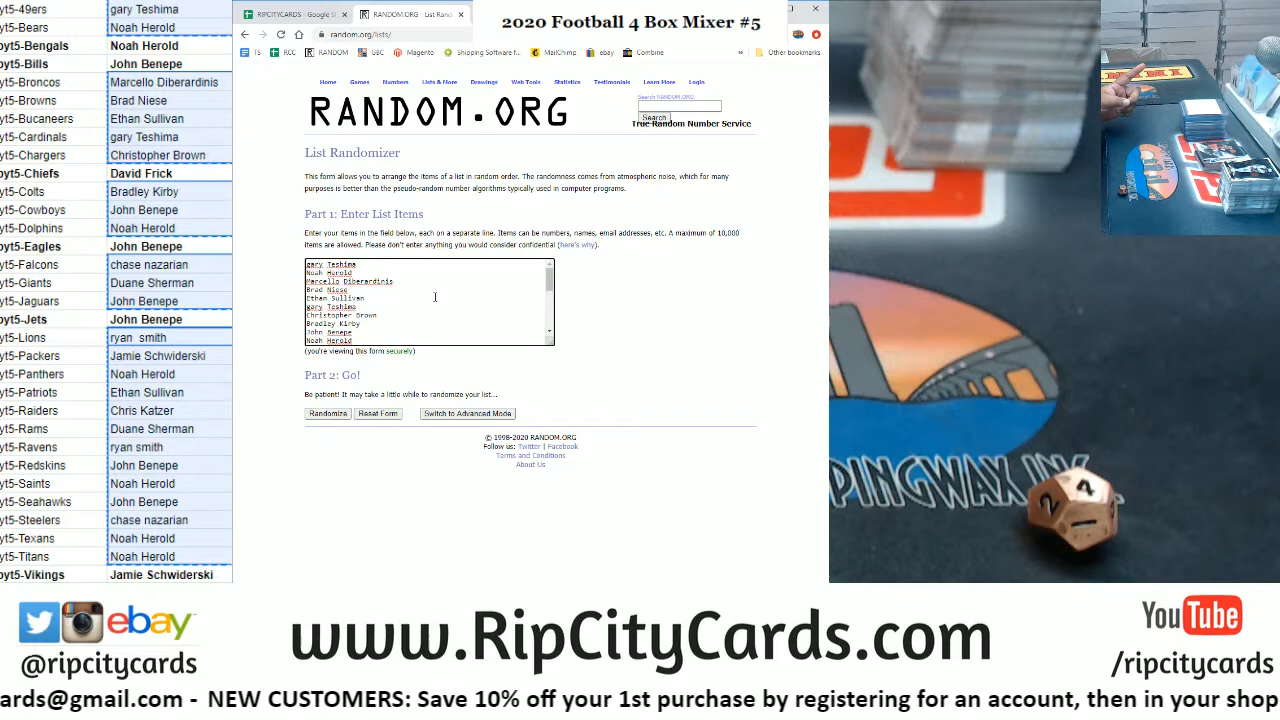 yt5-49ers gary Teshima
yt5-Bears Noah Herold
yt5-Bengals Noah Herold
yt5-Bills John Benepe
yt5-Broncos Marcello Diberardinis
yt5-Browns Brad Niese
yt5-Bucaneers Ethan Sullivan
yt5-Cardinals gary Teshima
yt5-Chargers Christopher Brown
yt5-Chiefs David Frick
yt5-Colts Bradley Kirby
yt5-Cowboys John Benepe
yt5-Dolphins Noah Herold
yt5-Eagles John Benepe
yt5-Falcons chase nazarian
yt5-Giants Duane Sherman
yt5-Jaguars John Benepe
yt5-Jets John Benepe
yt5-Lions ryan smith
yt5-Packers Jamie Schwiderski
yt5-Panthers Noah Herold
yt5-Patriots Ethan Sullivan
yt5-Raiders Chris Katzer
yt5-Rams Duane Sherman
yt5-Ravens ryan smith
yt5-Redskins John Benepe
yt5-Saints Noah Herold
yt5-Seahawks John Benepe
yt5-Steelers chase nazarian
yt5-Texans Noah Herold
yt5-Titans Noah Herold
yt5-Vikings Jamie Schwiderski
RIPCITYCARDS - Google S
RANDOM.ORG - List Rand
2020 Football 4 Box Mixer #5
random.org/lists/
TS RCC RANDOM GBC Magento Shipping Software f... MailChimp ebay Combine » Other bookmarks
Home Games Numbers Lists & More Drawings Web Tools Statistics Testimonials Learn More Login
RANDOM.ORG
Search RANDOM.ORG
Search
True Random Number Service
List Randomizer
This form allows you to arrange the items of a list in random order. The randomness comes from atmospheric noise, which for many
purposes is better than the pseudo-random number algorithms typically used in computer programs.
Part 1: Enter List Items
Enter your items in the field below, each on a separate line. Items can be numbers, names, email addresses, etc. A maximum of 10,000
items are allowed. Please don't enter anything you would consider confidential (here's why).
gary Teshima
Noah Herold
Marcello Diberardinis
Brad Niese
Ethan Sullivan
gary Teshima
Christopher Brown
Bradley Kirby
John Benepe
Noah Herold
(you're viewing this form securely)
Part 2: Go!
Be patient! It may take a little while to randomize your list...
Randomize Reset Form Switch to Advanced Mode
© 1998-2020 RANDOM.ORG
Follow us: Twitter | Facebook
Terms and Conditions
About Us
PINGWAX INC.
2 4
ebay
@ripcitycards
www.RipCityCards.com
YouTube
/ripcitycards
cards@gmail.com - NEW CUSTOMERS: Save 10% off your 1st purchase by registering for an account, then in your shop